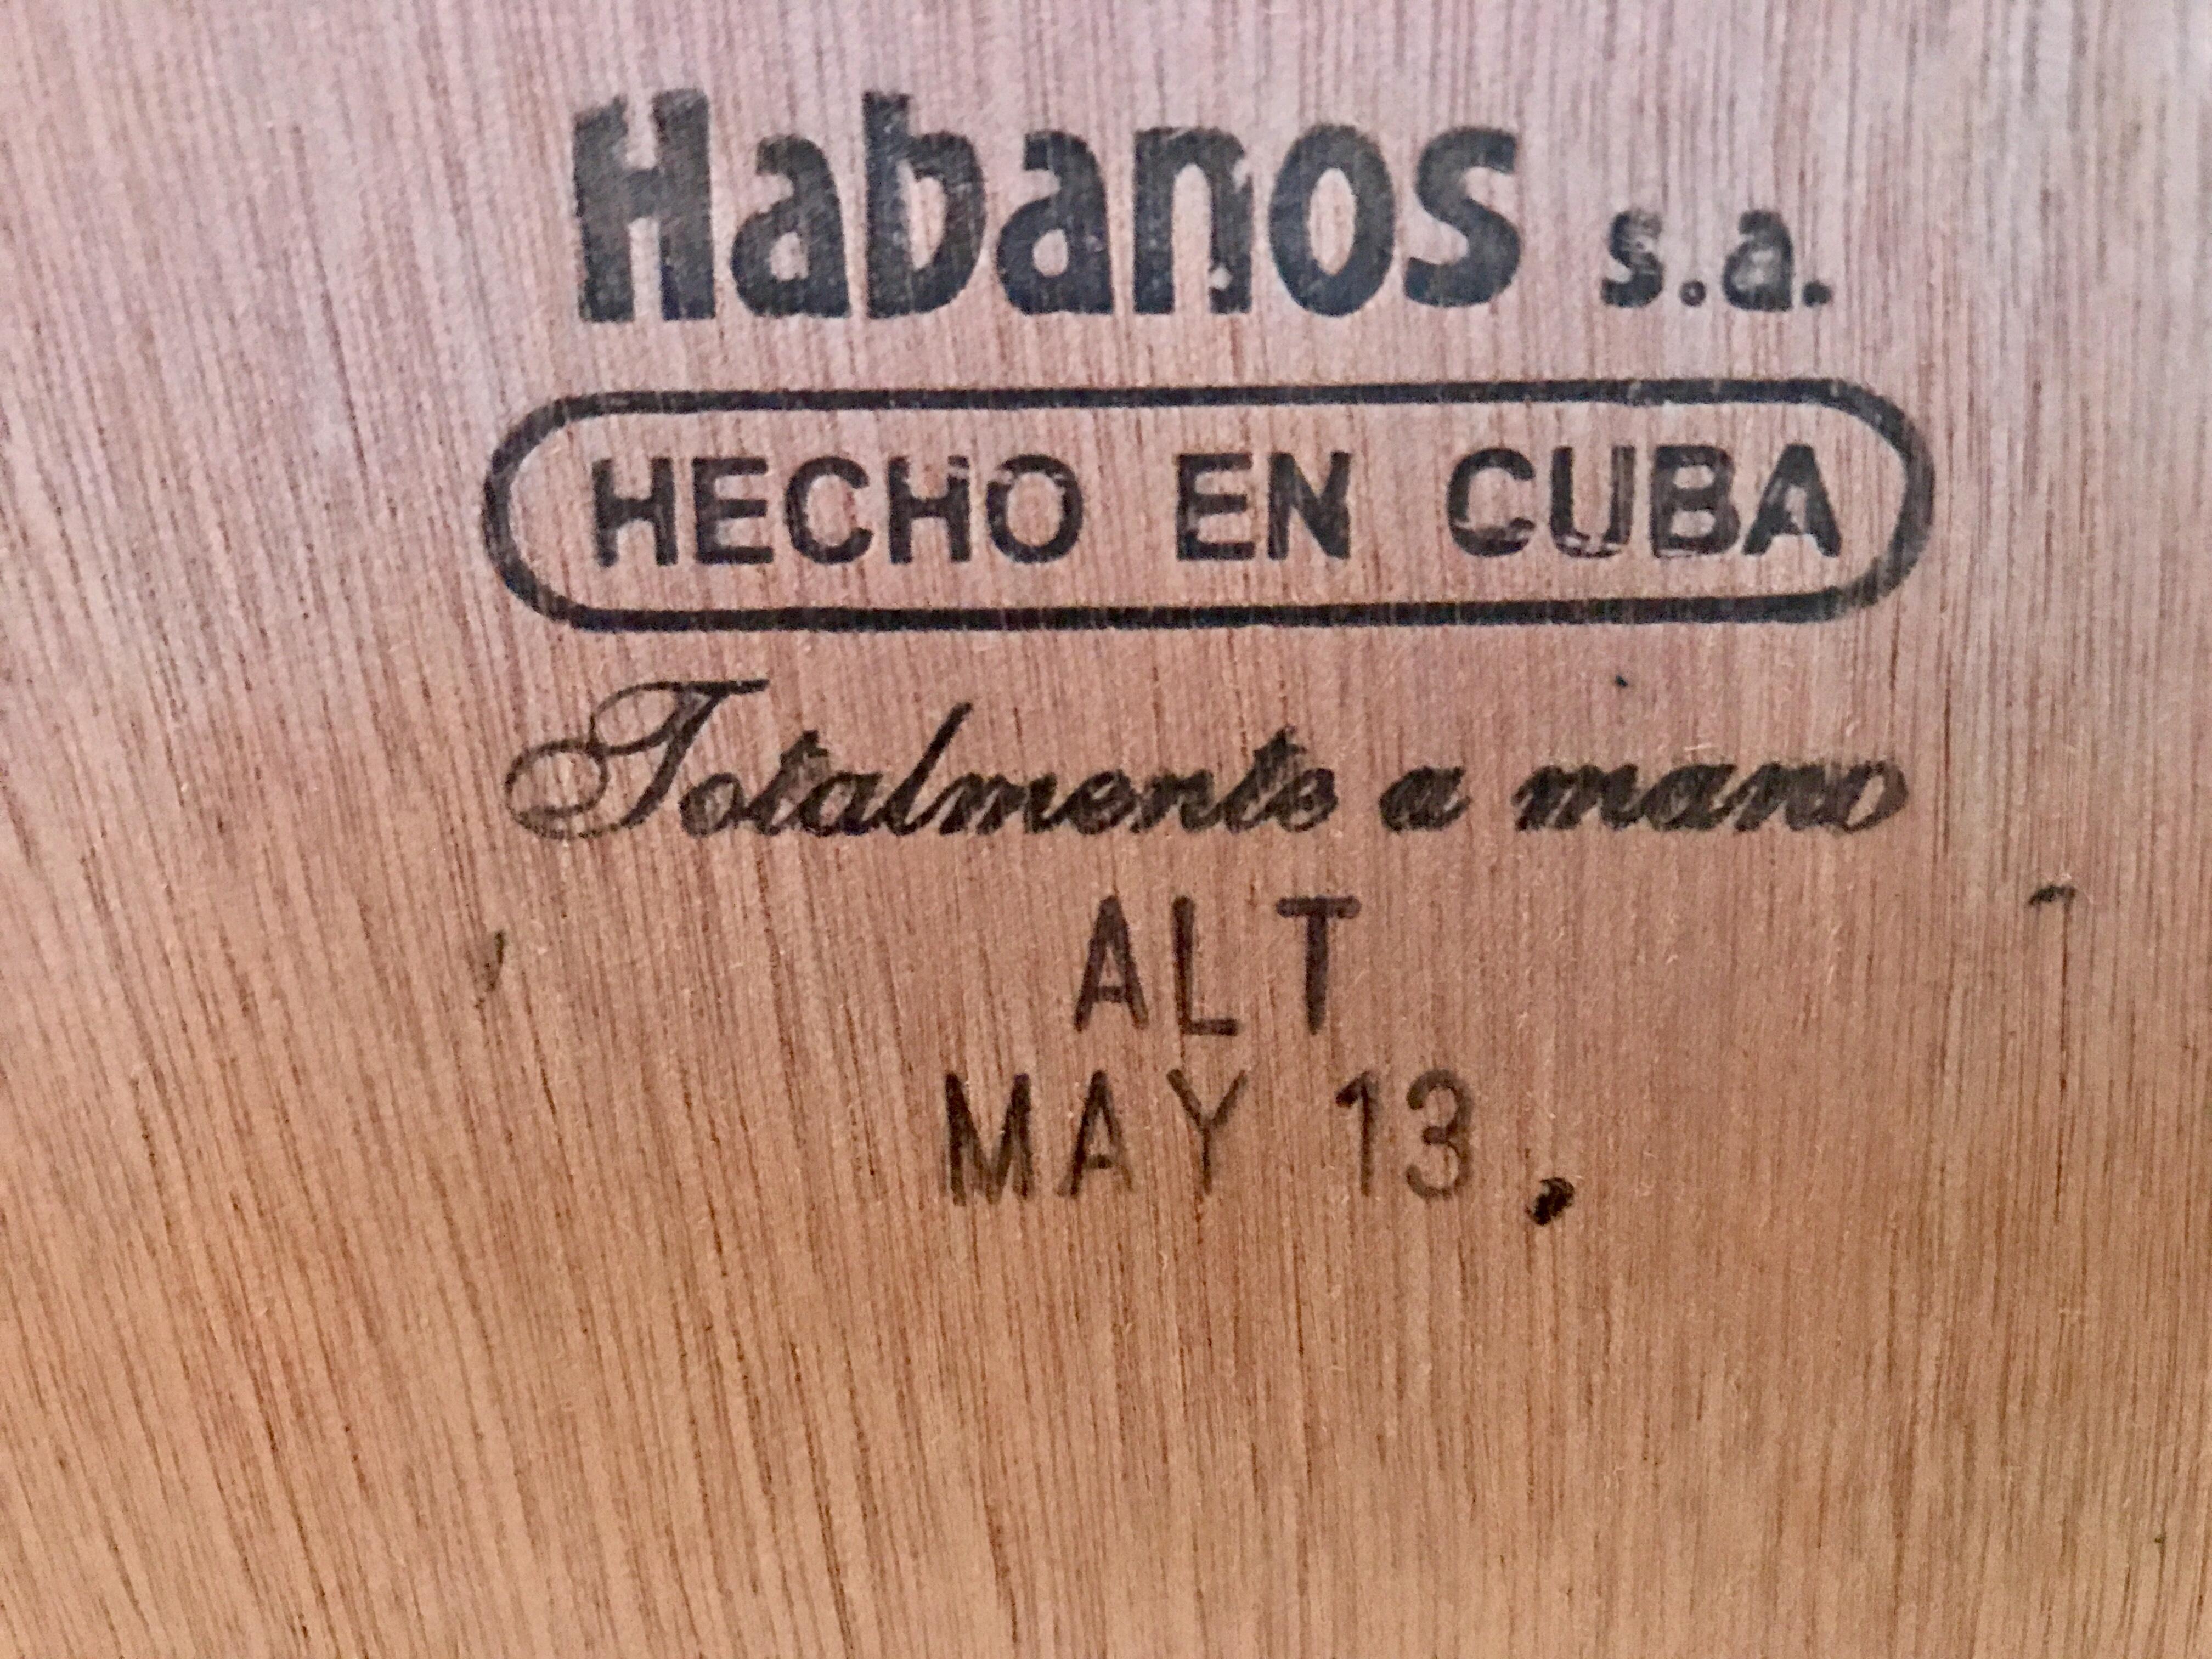 Habanos s.a.
HECHO EN CUBA
Totalmente a mano
ALT
MAY 13